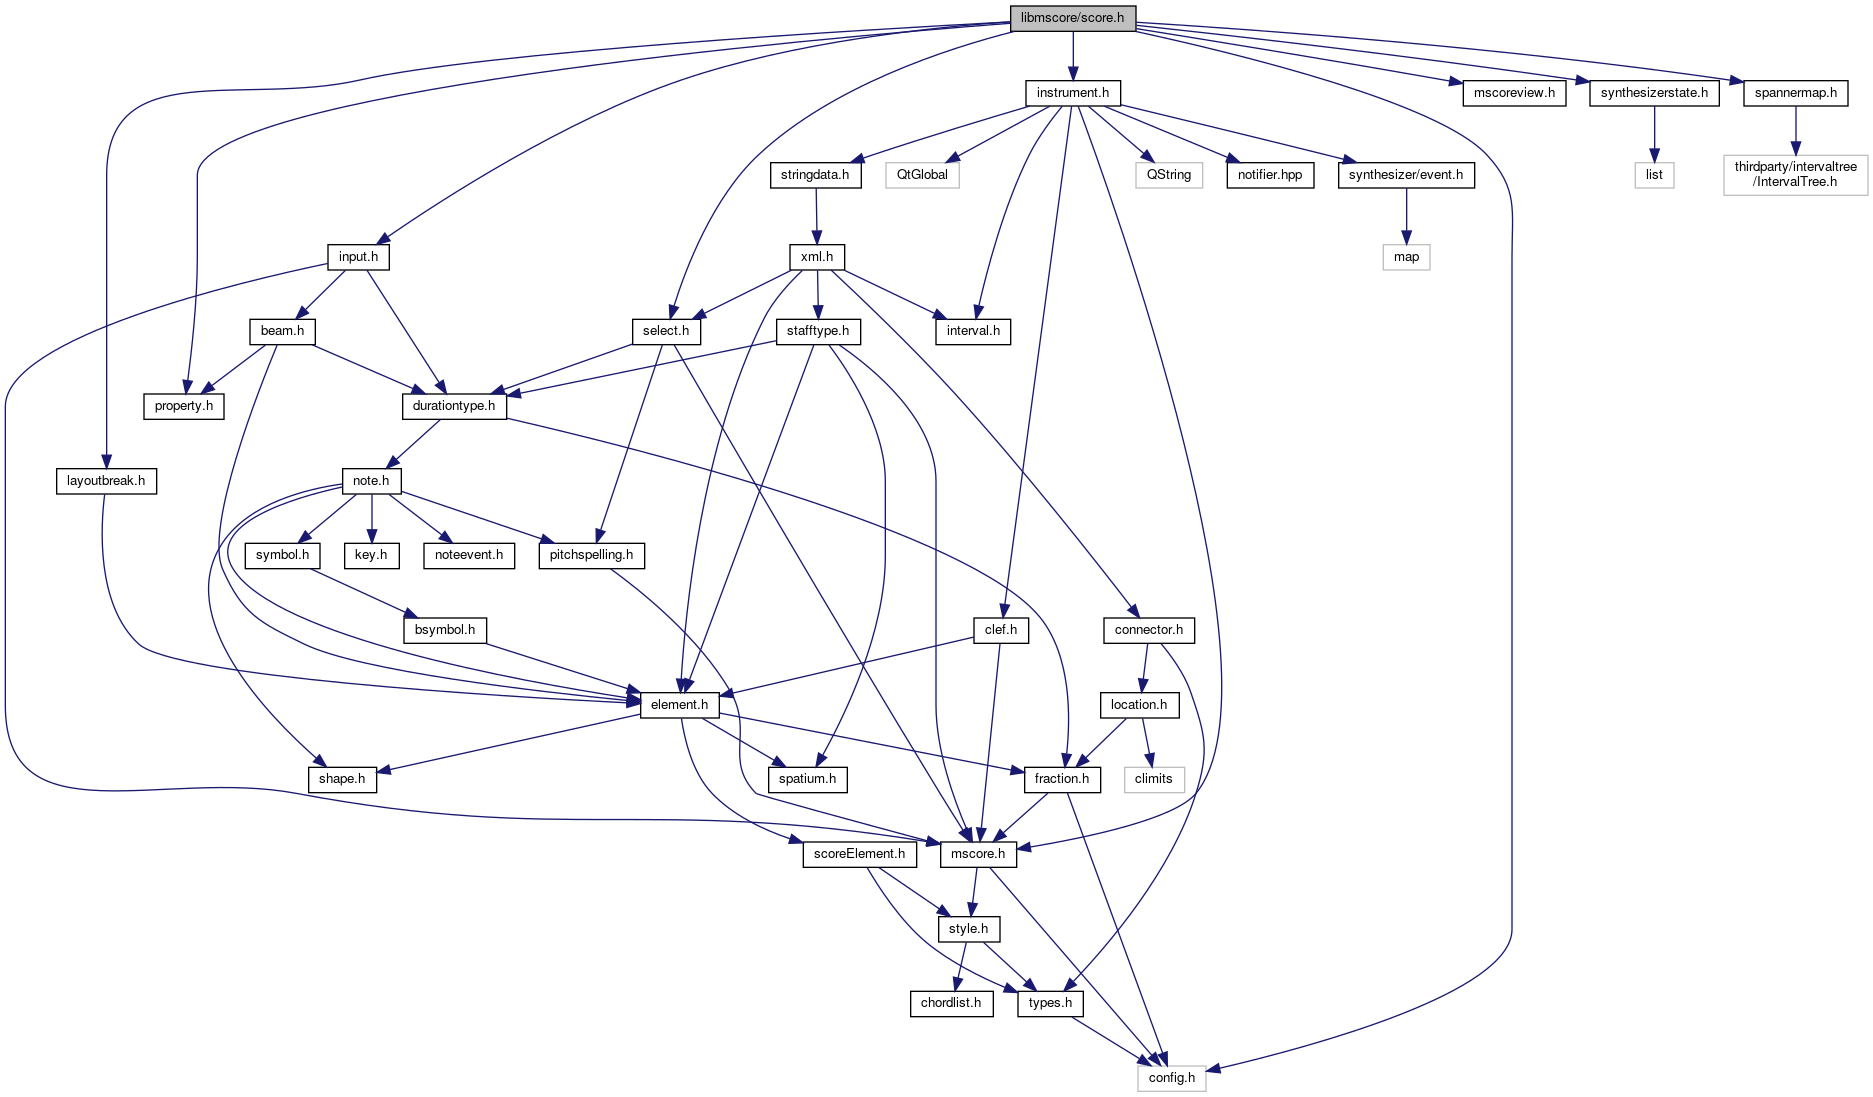 libmscore/score.h
instrument.h
mscoreview.h
synthesizerstate.h
spannermap.h
stringdata.h
QtGlobal
QString
notifier.hpp
synthesizer/event.h
list
thirdparty/intervaltree
/IntervalTree.h
input.h
xml.h
map
beam.h
select.h
stafftype.h
interval.h
property.h
durationtype.h
layoutbreak.h
note.h
symbol.h
key.h
noteevent.h
pitchspelling.h
bsymbol.h
clef.h
connector.h
element.h
location.h
shape.h
spatium.h
fraction.h
climits
scoreElement.h
mscore.h
style.h
chordlist.h
types.h
config.h